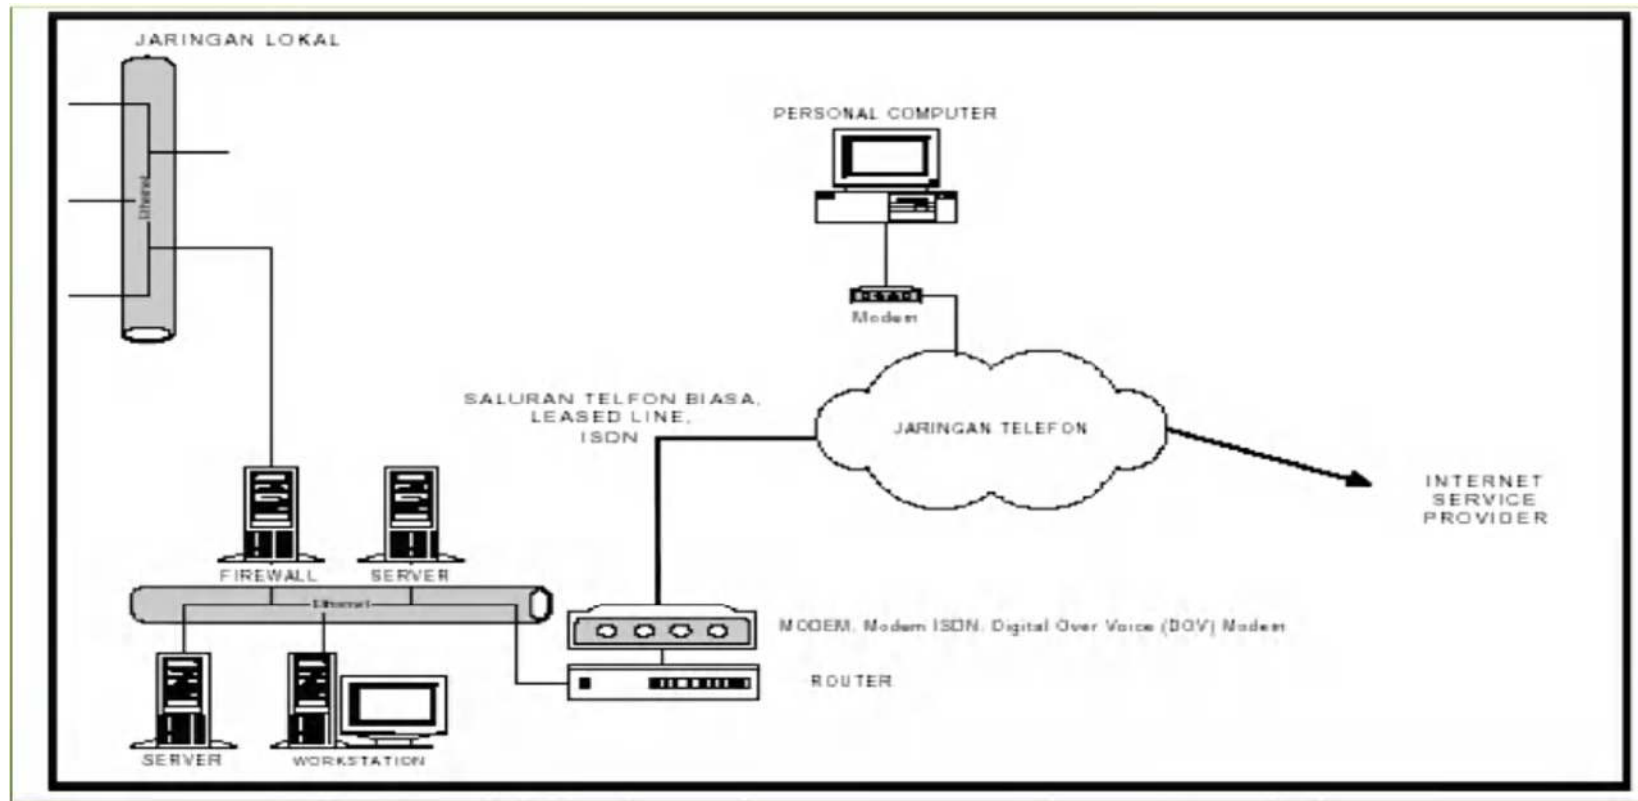 JARINGAN LOKAL
Ethernet
PERSONAL COMPUTER
Modem
SALURAN TELFON BIASA,
LEASED LINE,
ISDN
JARINGAN TELEFON
INTERNET
SERVICE
PROVIDER
FIREWALL
SERVER
Ethernet
MODEM, Modem ISDN, Digital Over Voice (DOV) Modem
ROUTER
SERVER
WORKSTATION